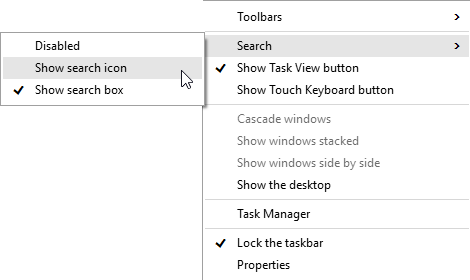 Toolbars
Search
Disabled
Show search icon
Show search box
Show Task View button
Show Touch Keyboard button
Cascade windows
Show windows stacked
Show windows side by side
Show the desktop
Task Manager
Lock the taskbar
Properties